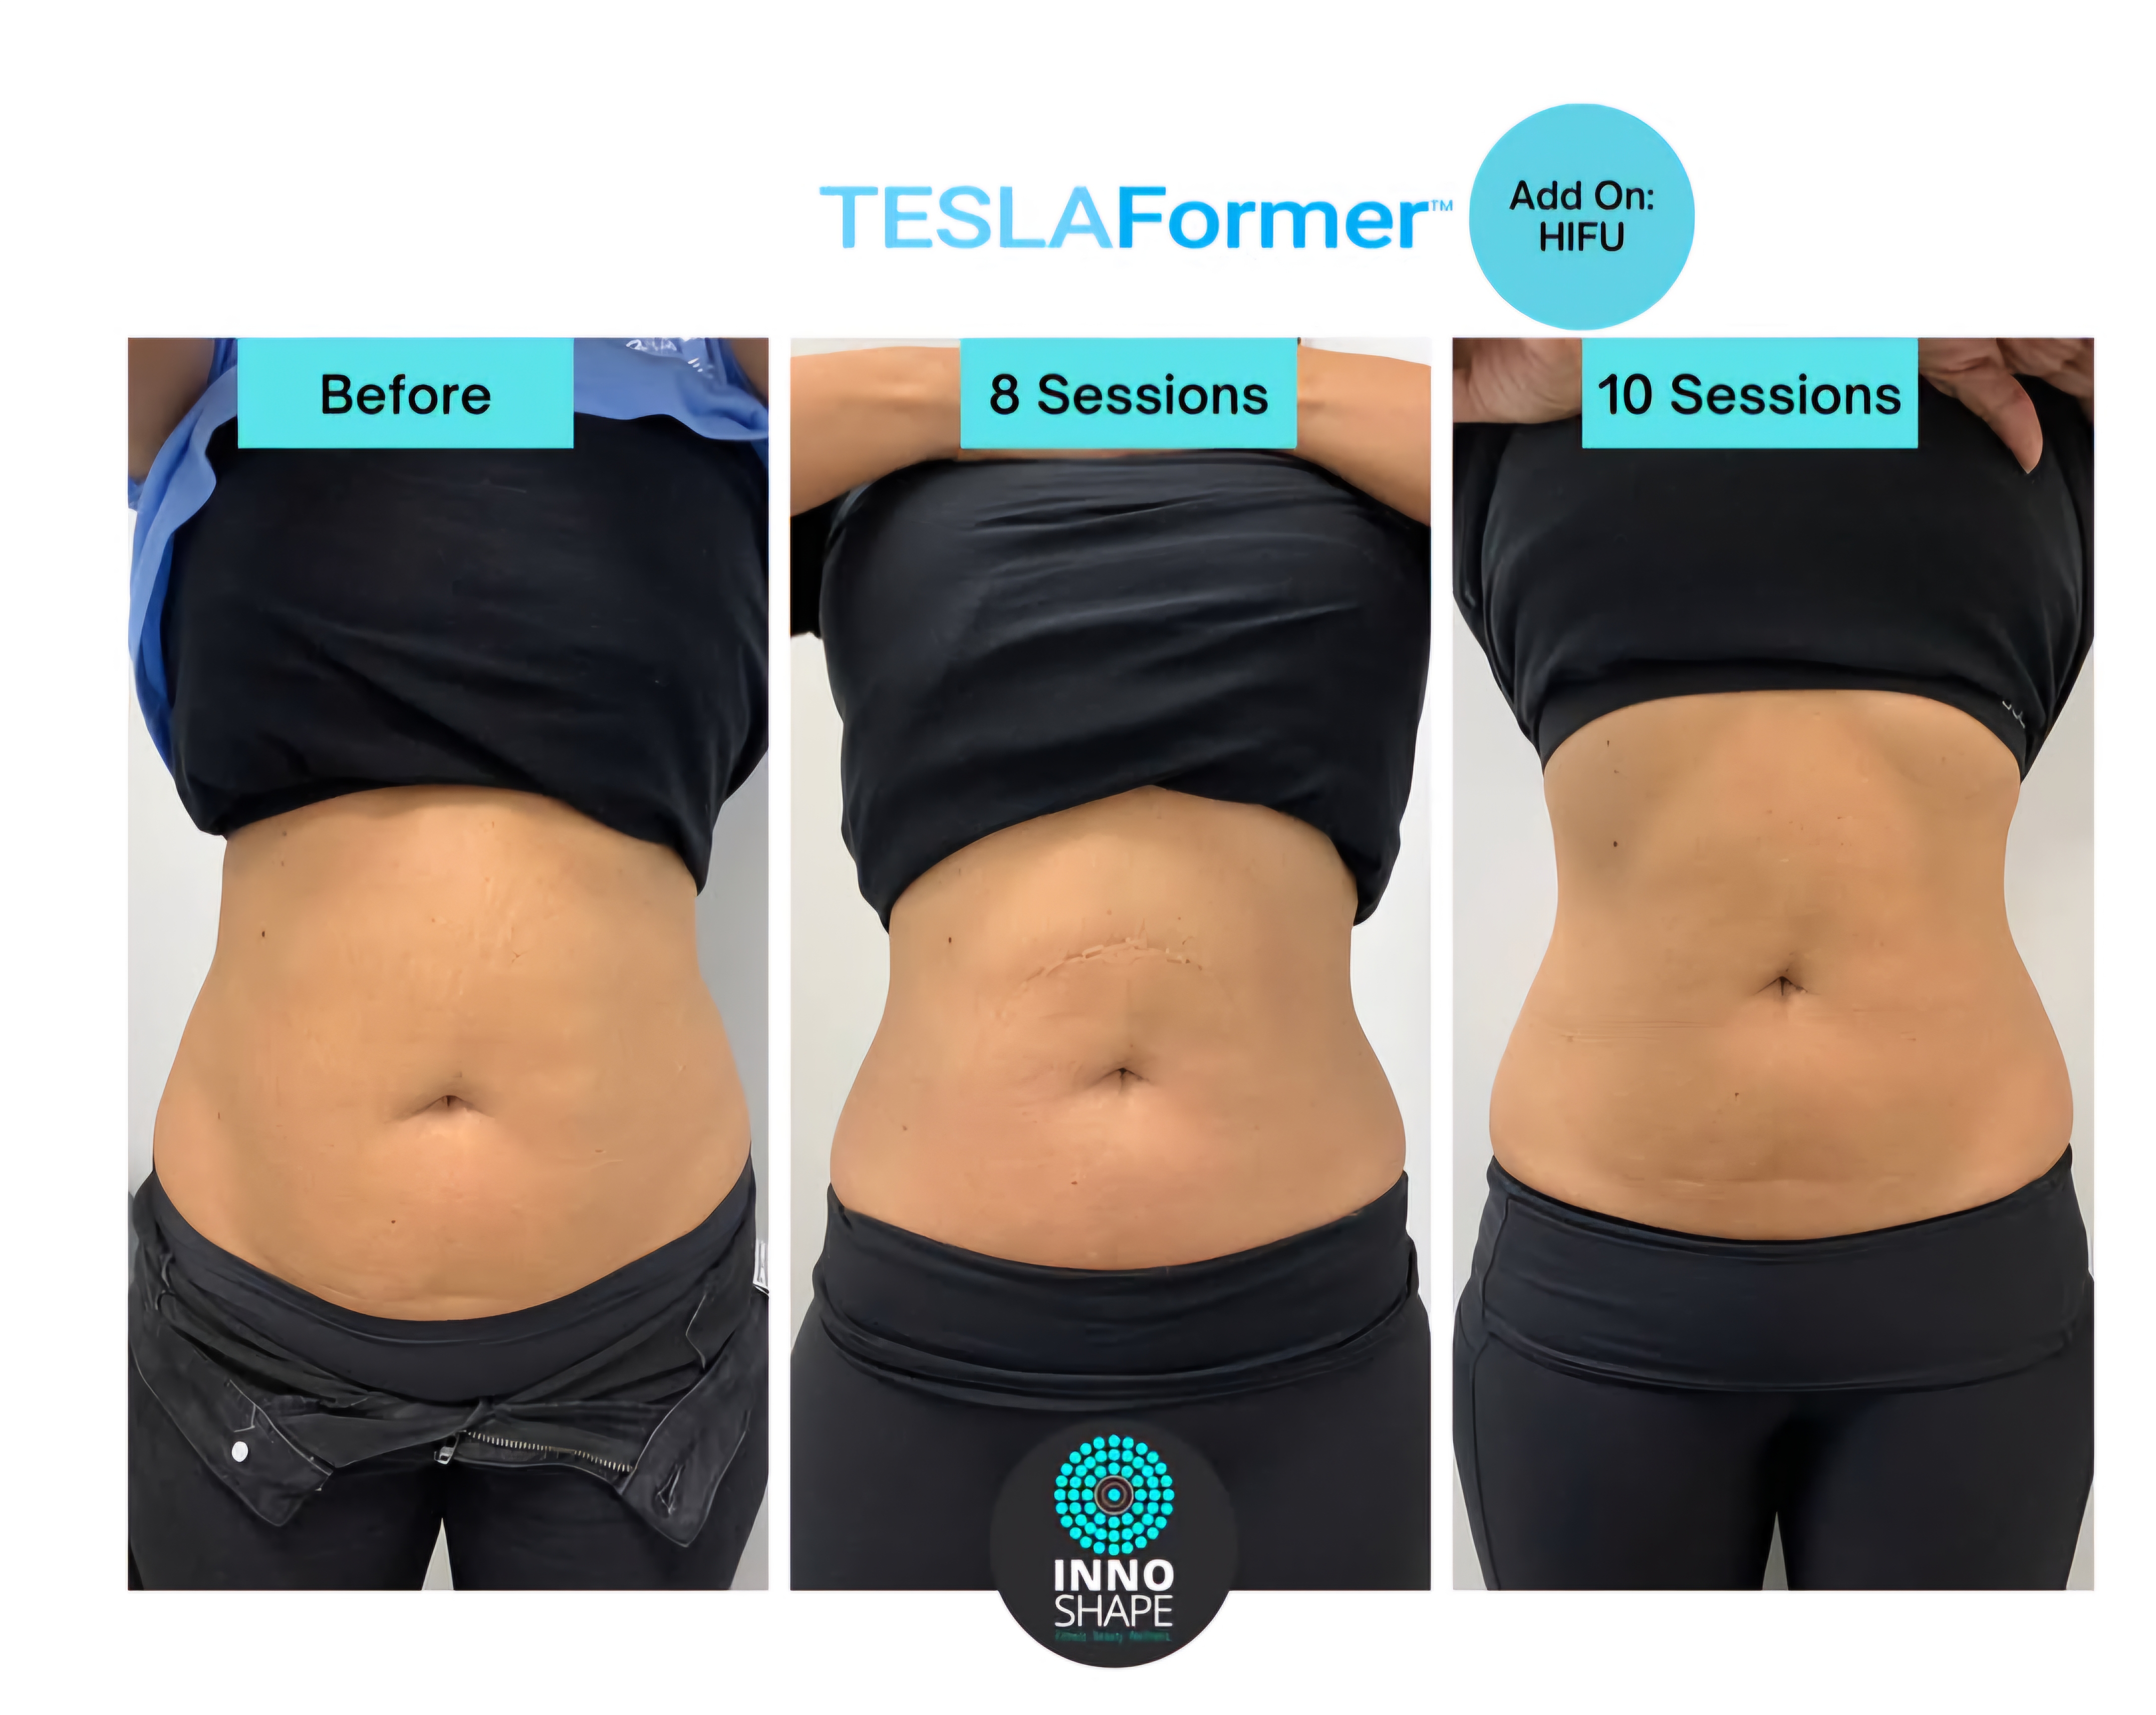 TESLAFormer™
Add On:
HIFU
Before
8 Sessions
10 Sessions
INNO
SHAPE